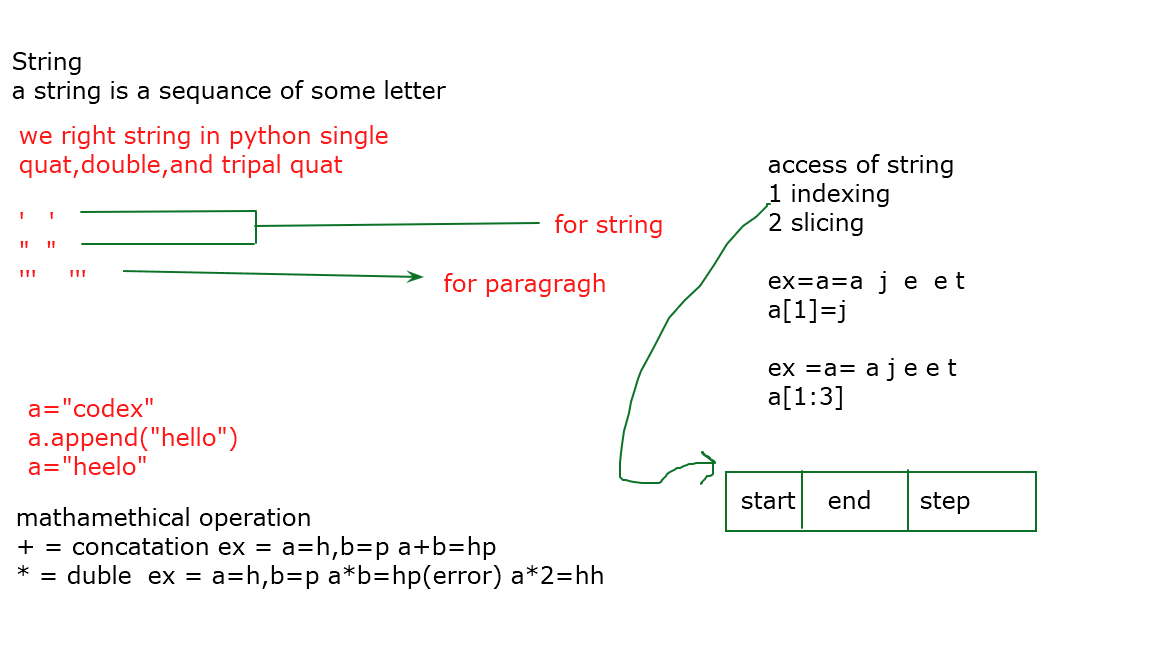 String
a string is a sequance of some letter
we right string in python single
quat,double,and tripal quat
' '
" "
for string
''' '''
for paragragh
a="codex"
a.append("hello")
a="heelo"
mathamethical operation
+ = concatation ex = a=h,b=p a+b=hp
* = duble ex = a=h,b=p a*b=hp(error) a*2=hh
access of string
1 indexing
2 slicing
ex=a=a j e e t
a[1]=j
ex =a= a j e e t
a[1:3]
start end step